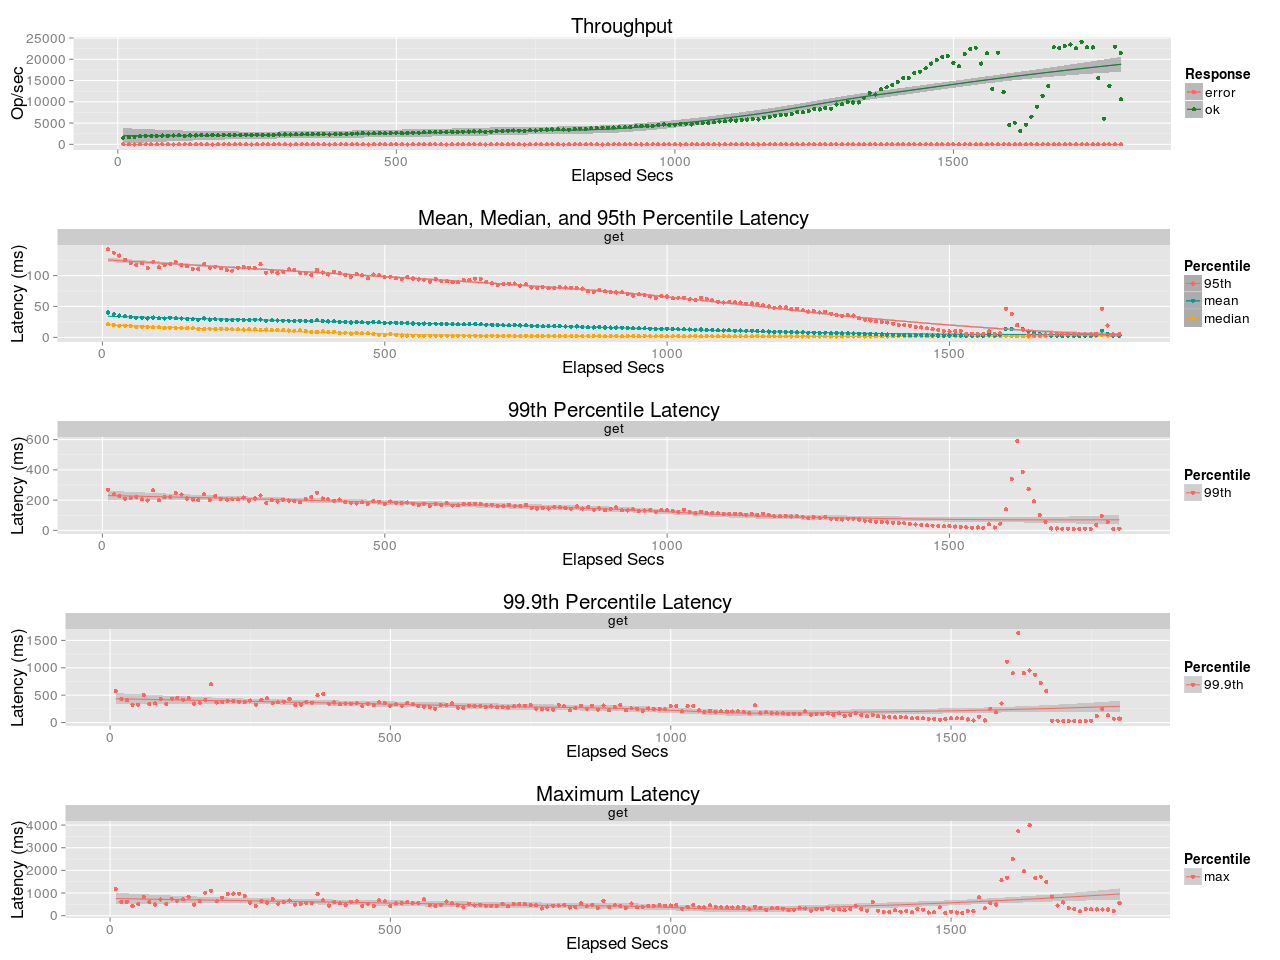 Throughput
Op/sec
25000
20000
15000
10000
5000
0
0 500 1000 1500
Elapsed Secs
Response
error
ok
Mean, Median, and 95th Percentile Latency
get
Latency (ms)
100
50
0
0 500 1000 1500
Elapsed Secs
Percentile
95th
mean
median
99th Percentile Latency
get
Latency (ms)
600
400
200
0
0 500 1000 1500
Elapsed Secs
Percentile
99th
99.9th Percentile Latency
get
Latency (ms)
1500
1000
500
0
0 500 1000 1500
Elapsed Secs
Percentile
99.9th
Maximum Latency
get
Latency (ms)
4000
3000
2000
1000
0
0 500 1000 1500
Elapsed Secs
Percentile
max